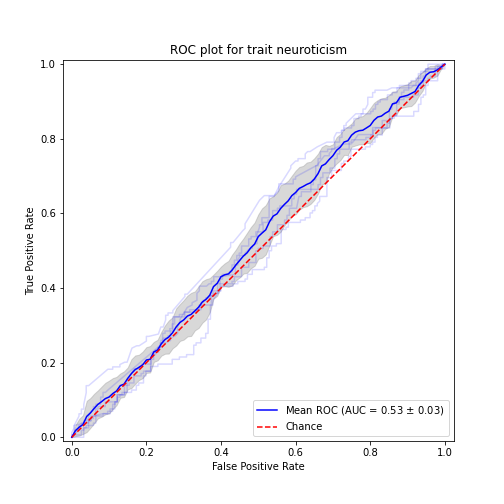 ROC plot for trait neuroticism
1.0
0.8
0.6
0.4
0.2
0.0
True Positive Rate
0.0 0.2 0.4 0.6 0.8 1.0
False Positive Rate
Mean ROC (AUC = 0.53 ± 0.03)
Chance